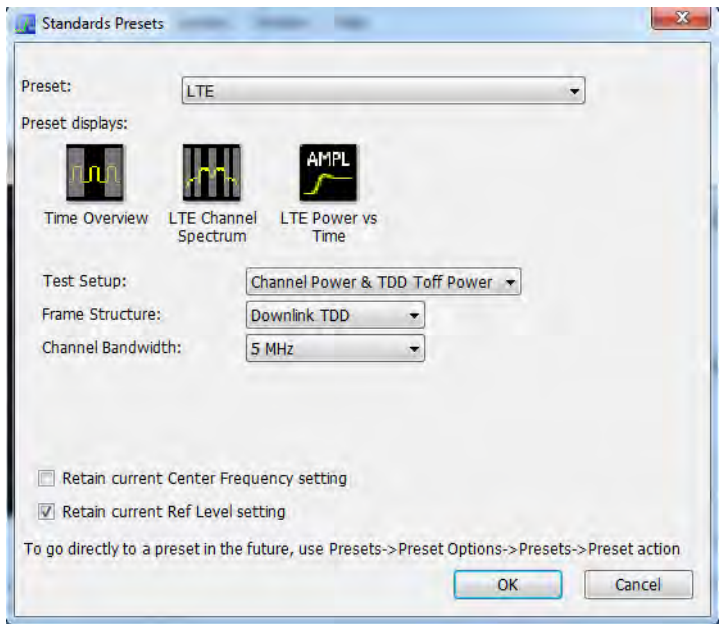 Standards Presets
Preset:
LTE
Preset displays:
AMPL
Time Overview
LTE Channel
Spectrum
LTE Power vs
Time
Test Setup:
Channel Power & TDD Toff Power
Frame Structure:
Downlink TDD
Channel Bandwidth:
5 MHz
Retain current Center Frequency setting
Retain current Ref Level setting
To go directly to a preset in the future, use Presets->Preset Options->Presets->Preset action
OK
Cancel